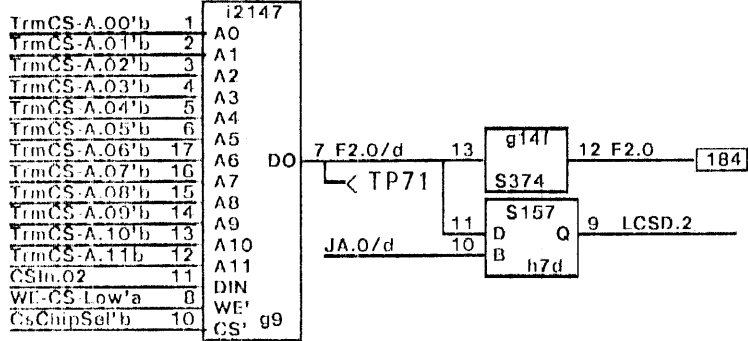 i2147
TrmCS-A.00'b 1 A0
TrmCS-A.01'b 2 A1
TrmCS-A.02'b 3 A2
TrmCS-A.03'b 4 A3
TrmCS-A.04'b 5 A4
TrmCS-A.05'b 6 A5
TrmCS-A.06'b 17 A6
TrmCS-A.07'b 16 A7
TrmCS-A.08'b 15 A8
TrmCS-A.09'b 14 A9
TrmCS-A.10'b 13 A10
TrmCS-A.11b 12 A11
CSIn.02 11 DIN
WE-CS-Low'a 8 WE'
CsChipSel'b 10 CS' g9
DO 7 F2.0/d 13 g14f 12 F2.0 184
< TP71
S374
S157
11 D Q 9 LCSD.2
JA.0/d 10 B
h7d